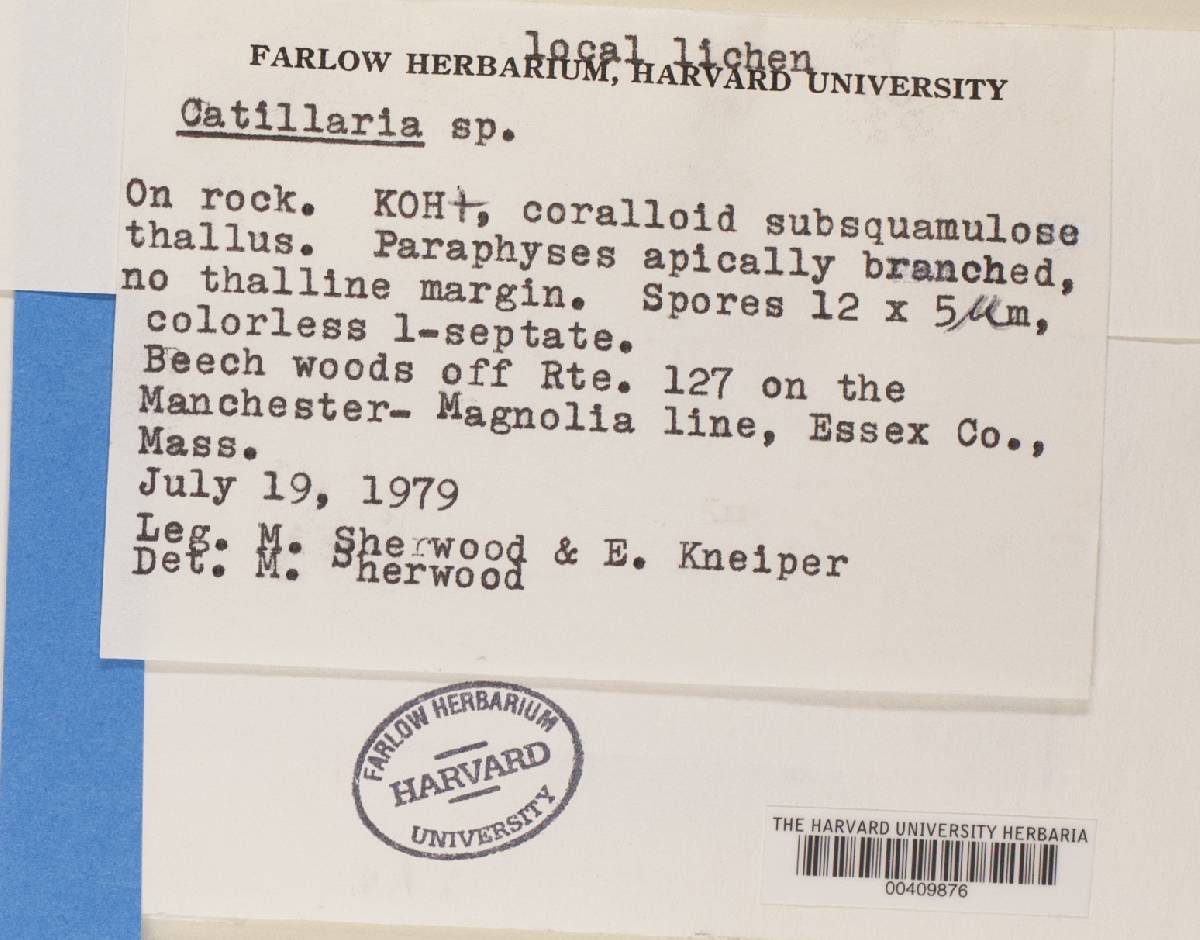 local lichen
FARLOW HERBARIUM, HARVARD UNIVERSITY
Catillaria sp.
On rock. KOH+, coralloid subsquamulose
thallus. Paraphyses apically branched,
no thalline margin. Spores 12 x 5 µm,
colorless 1-septate.
Beech woods off Rte. 127 on the
Manchester- Magnolia line, Essex Co.,
Mass.
July 19, 1979
Leg. M. Sherwood & E. Kneiper
Det. M. Sherwood
FARLOW HERBARIUM
HARVARD
UNIVERSITY
THE HARVARD UNIVERSITY HERBARIA
00409876